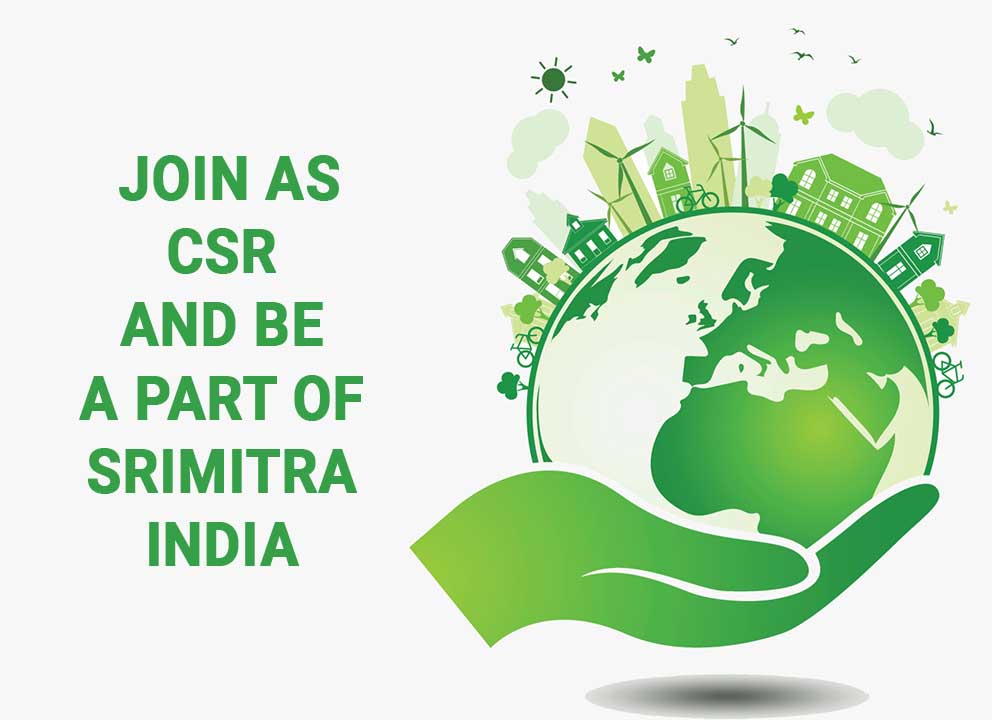 JOIN AS
CSR
AND BE
A PART OF
SRIMITRA
INDIA